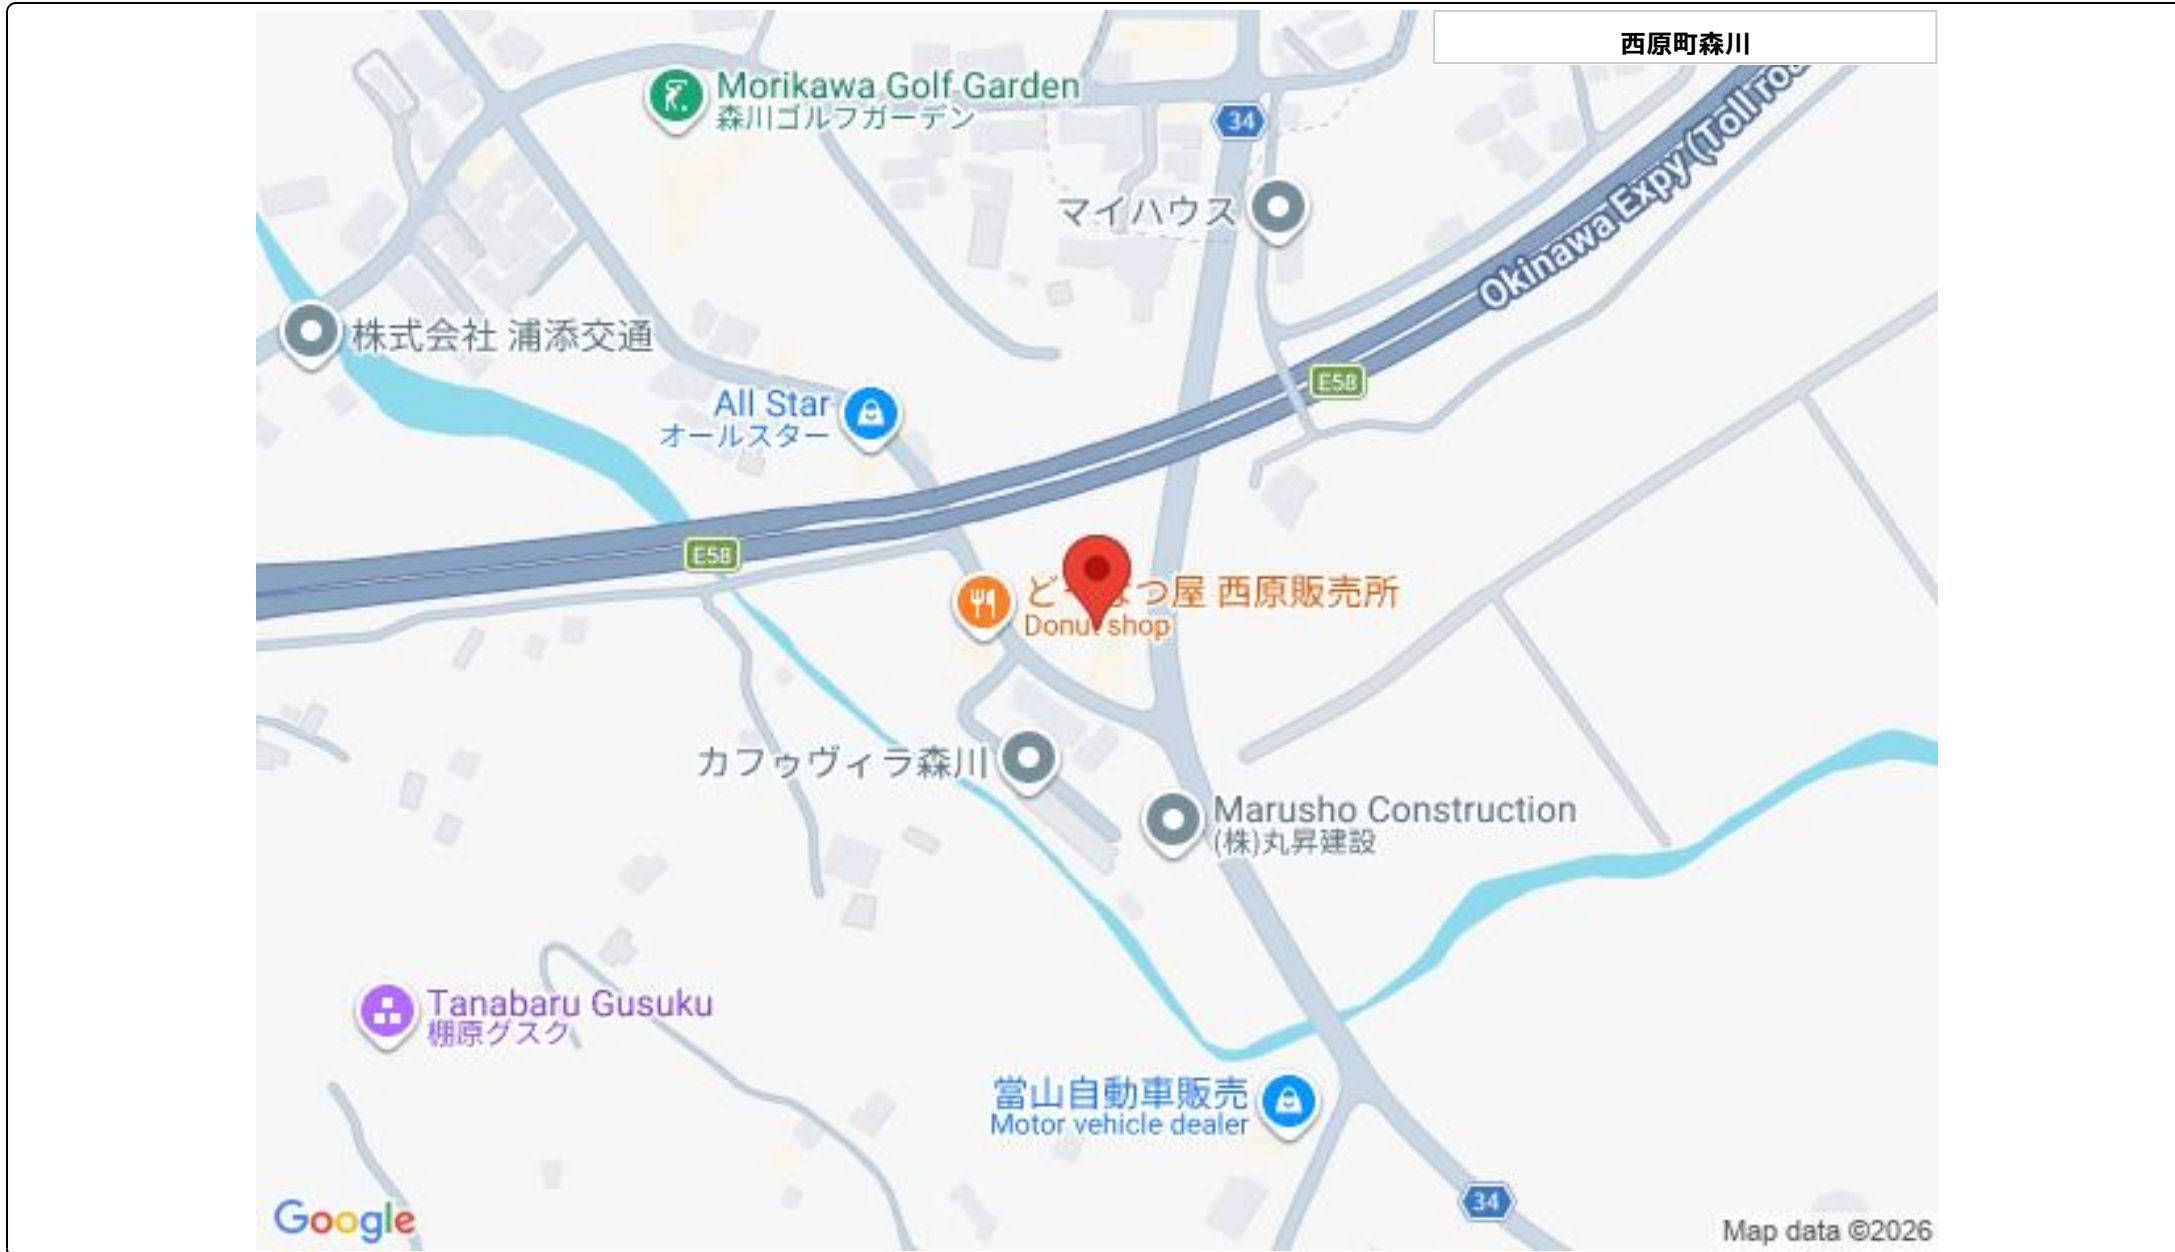 西原町森川
Morikawa Golf Garden
森川ゴルフガーデン
34
マイハウス
Okinawa Expy (Toll road
株式会社 浦添交通
E58
All Star
オールスター
E58
つ屋 西原販売所
Donut shop
カフゥヴィラ森川
Marusho Construction
(株)丸昇建設
Tanabaru Gusuku
棚原グスク
當山自動車販売
Motor vehicle dealer
34
Google
Map data ©2026